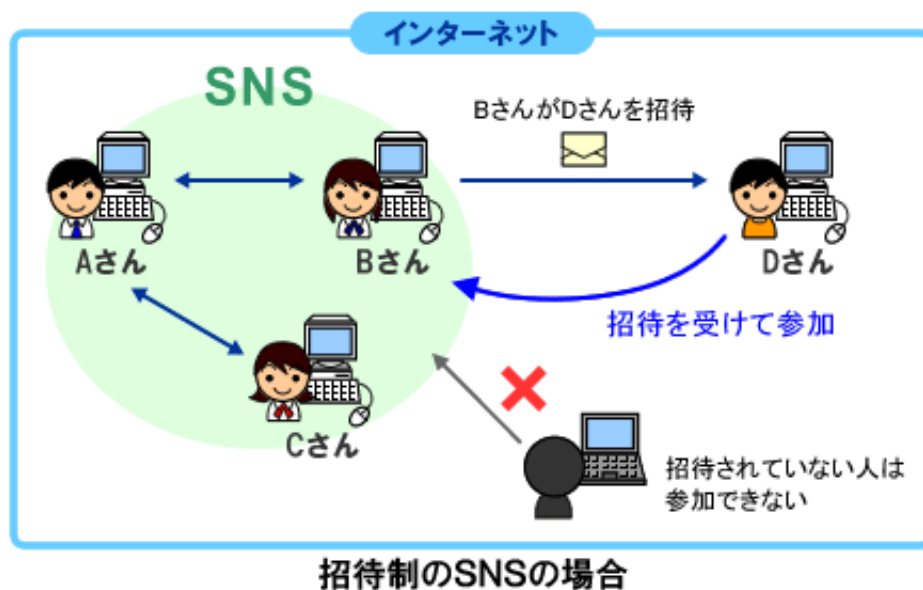 インターネット
SNS
BさんがDさんを招待
Aさん
Bさん
Dさん
招待を受けて参加
Cさん
招待されていない人は
参加できない
招待制のSNSの場合